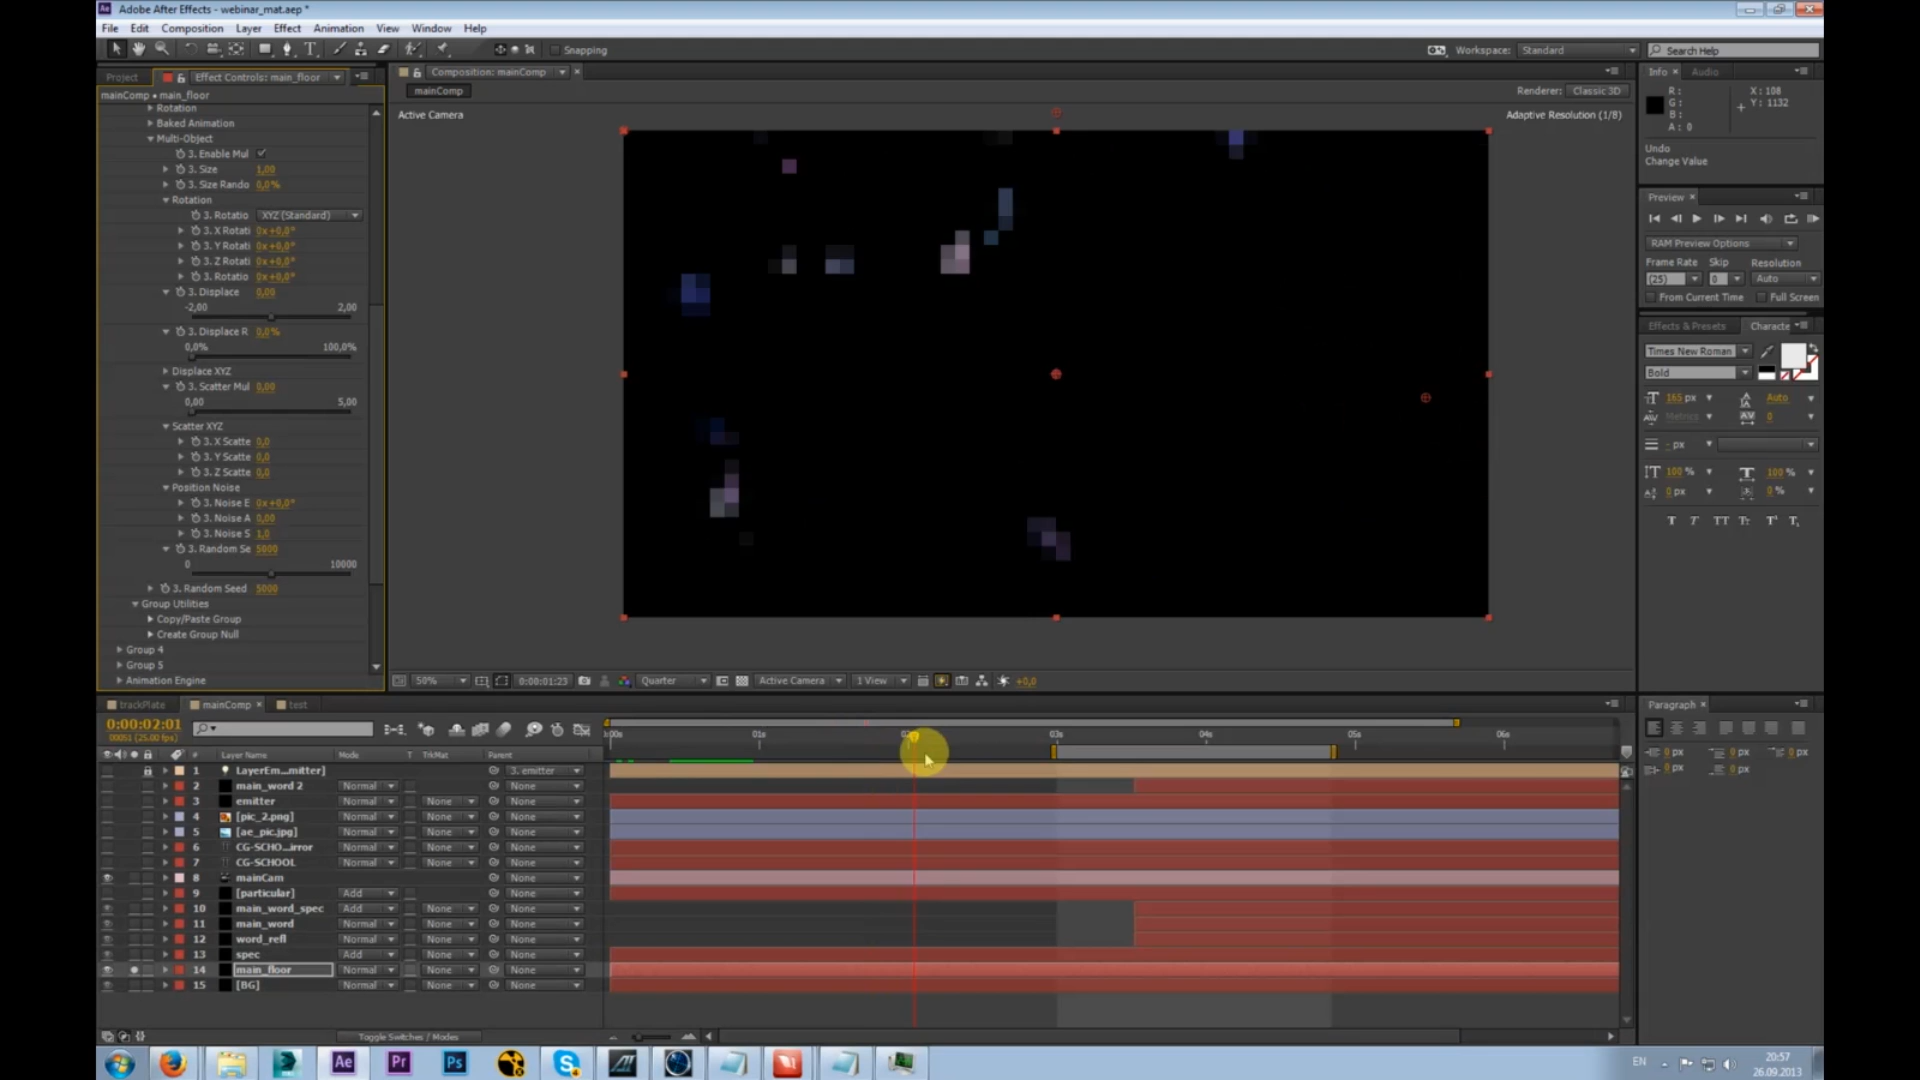 Adobe After Effects - webinar_mat.aep *
File Edit Composition Layer Effect Animation View Window Help
Snapping
Workspace: Standard
Search Help
Project
Effect Controls: main_floor
mainComp • main_floor
Rotation
Baked Animation
Multi-Object
3. Enable Mul
3. Size 1,00
3. Size Rando 0,0%
Rotation
3. Rotatio XYZ (Standard)
3. X Rotati 0x+0,0°
3. Y Rotati 0x+0,0°
3. Z Rotati 0x+0,0°
3. Rotatio 0x+0,0°
3. Displace 0,00
-2,00 2,00
3. Displace R 0,0%
0,0% 100,0%
Displace XYZ
3. Scatter Mul 0,00
0,00 5,00
Scatter XYZ
3. X Scatte 0,0
3. Y Scatte 0,0
3. Z Scatte 0,0
Position Noise
3. Noise E 0x+0,0°
3. Noise A 0,00
3. Noise S 1,0
3. Random Se 5000
0 10000
3. Random Seed 5000
Group Utilities
Copy/Paste Group
Create Group Null
Group 4
Group 5
Animation Engine
Composition: mainComp
mainComp
Renderer: Classic 3D
Active Camera
Adaptive Resolution (1/8)
50% 0:00:01:23 Quarter Active Camera 1 View +0,0
Info Audio
R: X: 108
G: Y: 1132
B:
A: 0
Undo
Change Value
Preview
RAM Preview Options
Frame Rate Skip Resolution
(25) 0 Auto
From Current Time Full Screen
Effects & Presets Characte
Times New Roman
Bold
165 px Auto
Metrics 0
- px
100 % 100 %
0 px 0 %
T T TT Tr T¹ T₁
trackPlate mainComp test
0:00:02:01
00051 (25.00 fps)
# Layer Name Mode T TrkMat Parent
:00s 01s 03s 04s 05s 06s
1 LayerEm...mitter] 3. emitter
2 main_word 2 Normal None
3 emitter Normal None None
4 [pic_2.png] Normal None None
5 [ae_pic.jpg] Normal None None
6 CG-SCHO...irror Normal None None
7 CG-SCHOOL Normal None None
8 mainCam None
9 [particular] Add None
10 main_word_spec Add None None
11 main_word Normal None None
12 word_refl Normal None None
13 spec Add None None
14 main_floor Normal None None
15 [BG] Normal None None
Toggle Switches / Modes
Paragraph
0 px 0 px 0 px
0 px 0 px
Ae Pr Ps S
EN 20:57
26.09.2013